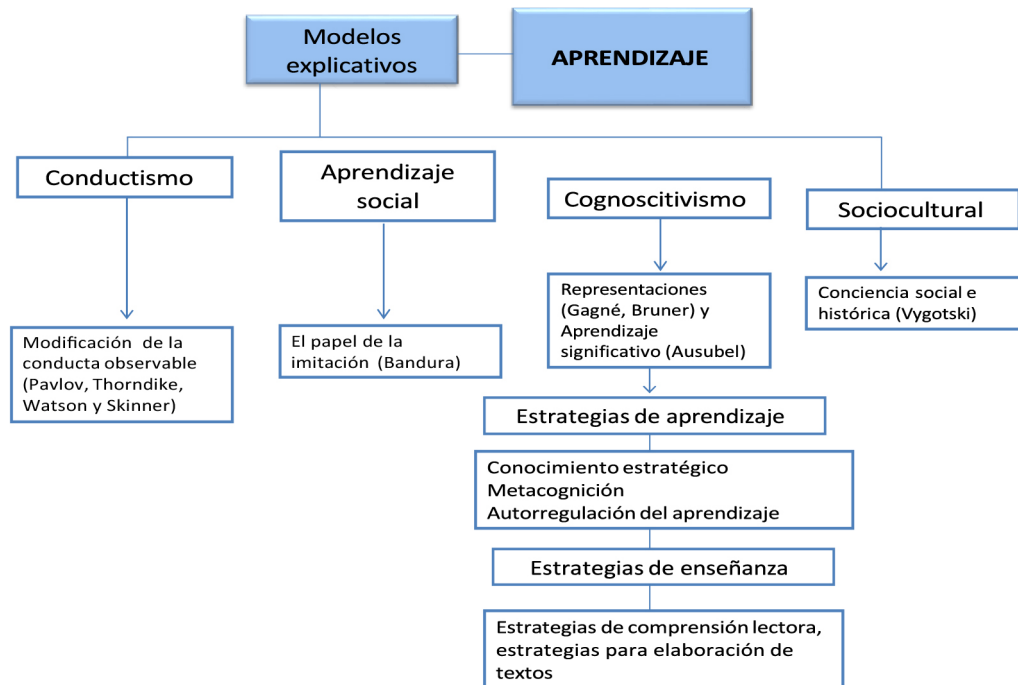 Modelos
explicativos
APRENDIZAJE
Conductismo
Aprendizaje
social
Cognoscitivismo
Sociocultural
Modificación de la
conducta observable
(Pavlov, Thorndike,
Watson y Skinner)
El papel de la
imitación (Bandura)
Representaciones
(Gagné, Bruner) y
Aprendizaje
significativo (Ausubel)
Conciencia social e
histórica (Vygotski)
Estrategias de aprendizaje
Conocimiento estratégico
Metacognición
Autorregulación del aprendizaje
Estrategias de enseñanza
Estrategias de comprensión lectora,
estrategias para elaboración de
textos